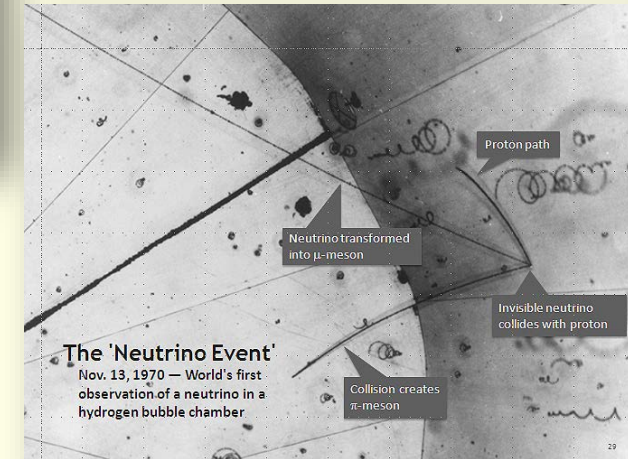 Proton path
Neutrino transformed
into μ-meson
Invisible neutrino
collides with proton
The 'Neutrino Event'
Nov. 13, 1970 — World's first
observation of a neutrino in a
hydrogen bubble chamber
Collision creates
π-meson
29